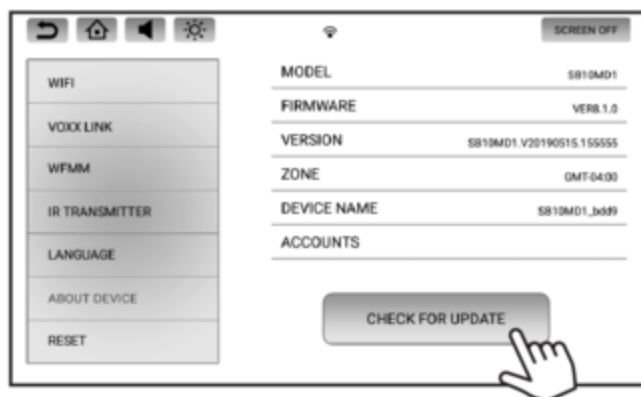 SCREEN OFF
WIFI
VOXX LINK
WFMM
IR TRANSMITTER
LANGUAGE
ABOUT DEVICE
RESET
MODEL SB10MD1
FIRMWARE VER8.1.0
VERSION SB10MD1.V20190515.155555
ZONE GMT-04:00
DEVICE NAME SB10MD1_bdd9
ACCOUNTS
CHECK FOR UPDATE